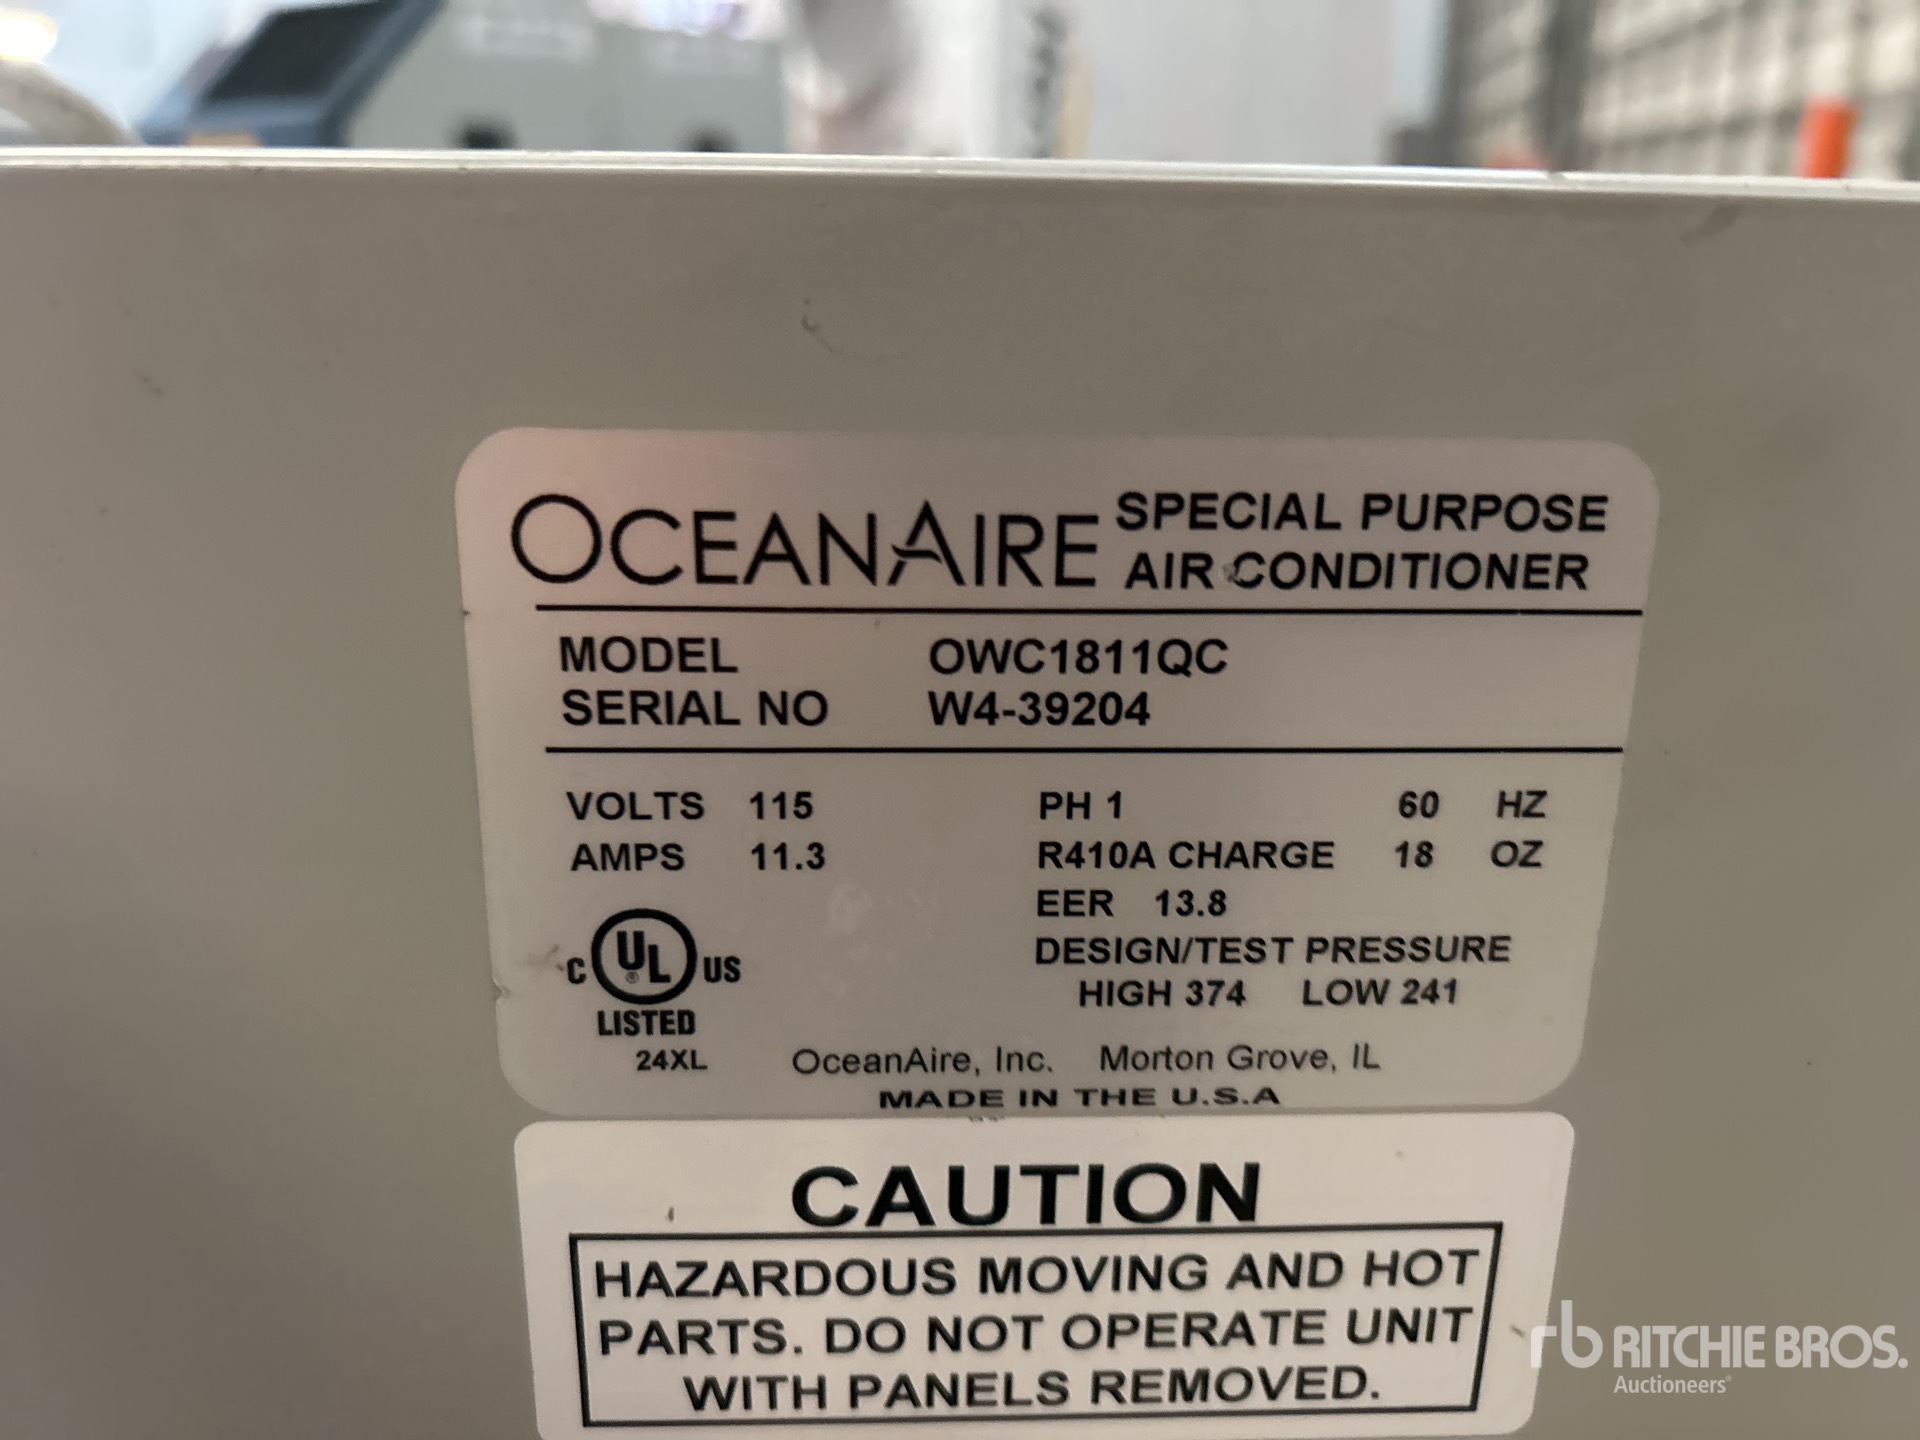 OCEANAIRE SPECIAL PURPOSE
AIR CONDITIONER
MODEL OWC1811QC
SERIAL NO W4-39204
VOLTS 115 PH 1 60 HZ
AMPS 11.3 R410A CHARGE 18 OZ
EER 13.8
DESIGN/TEST PRESSURE
HIGH 374 LOW 241
C UL ® US
LISTED
24XL
OceanAire, Inc. Morton Grove, IL
MADE IN THE U.S.A
CAUTION
HAZARDOUS MOVING AND HOT
PARTS. DO NOT OPERATE UNIT
WITH PANELS REMOVED.
rb RITCHIE BROS.
Auctioneers